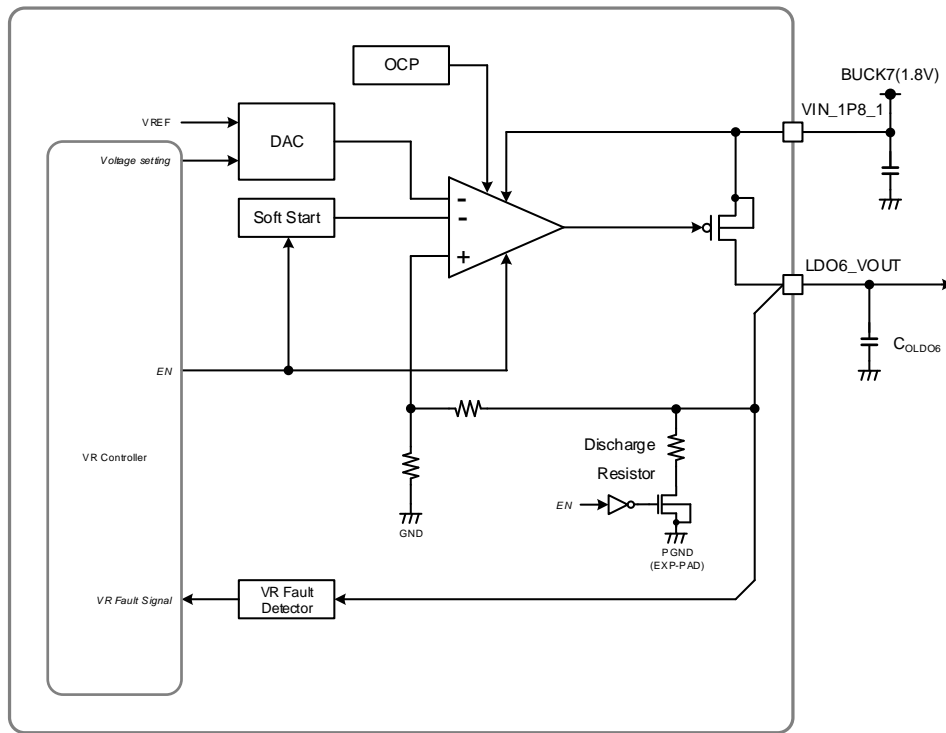 OCP
BUCK7(1.8V)
VIN_1P8_1
VREF
DAC
Voltage setting
-
Soft Start
-
+
LDO6_VOUT
COLDO6
EN
VR Controller
Discharge
Resistor
EN
GND
PGND
(EXP-PAD)
VR Fault Signal
VR Fault
Detector